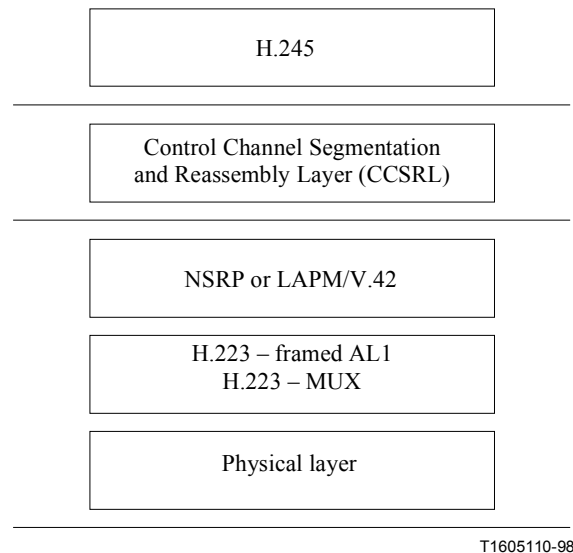 H.245
Control Channel Segmentation
and Reassembly Layer (CCSRL)
NSRP or LAPM/V.42
H.223 – framed AL1
H.223 – MUX
Physical layer
T1605110-98